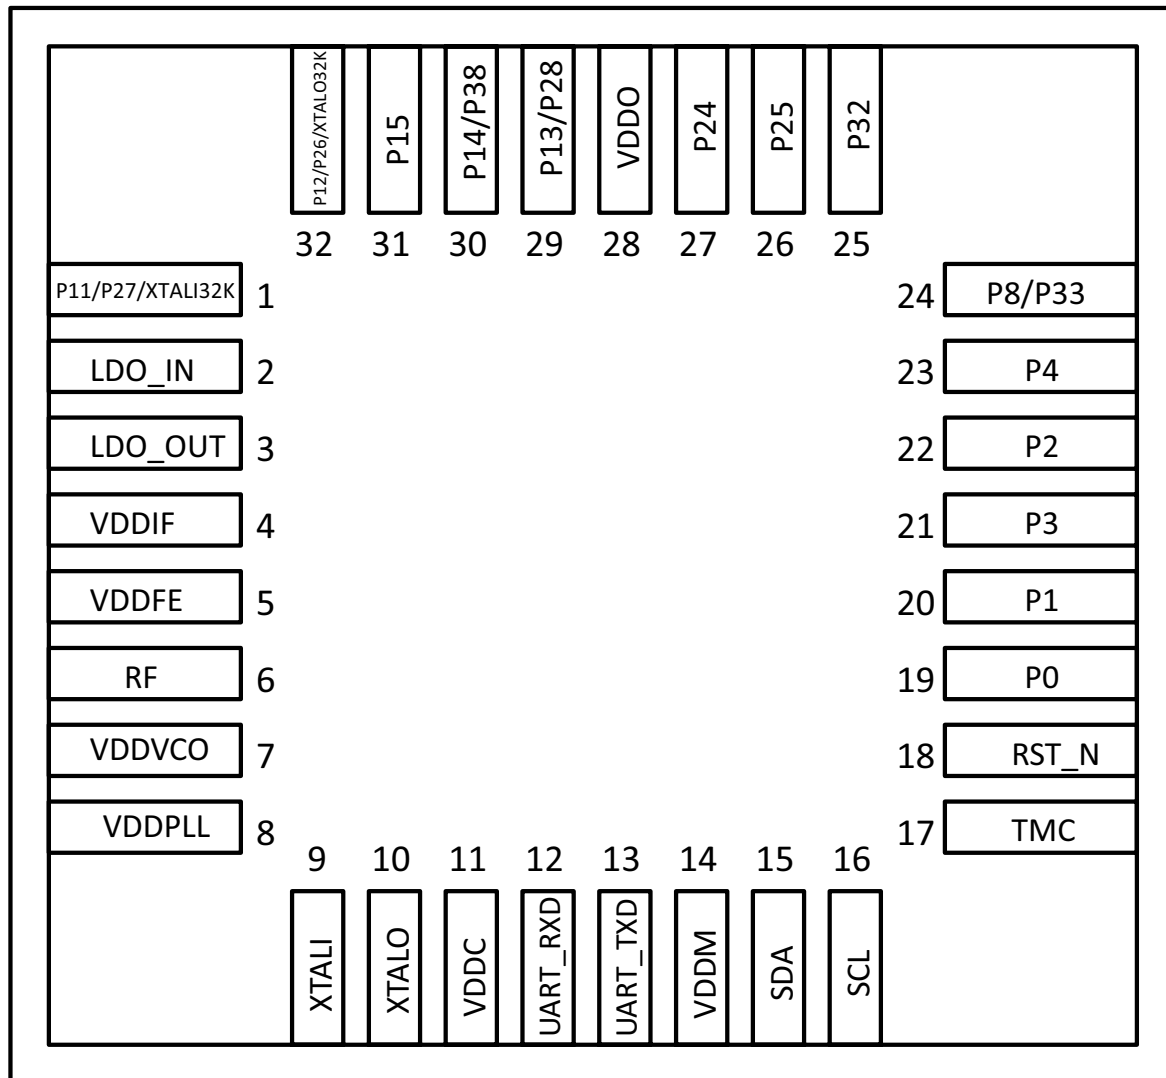 P12/P26/XTALO32K
P15
P14/P38
P13/P28
VDDO
P24
P25
P32
32 31 30 29 28 27 26 25
P11/P27/XTALI32K 1
LDO_IN 2
LDO_OUT 3
VDDIF 4
VDDFE 5
RF 6
VDDVCO 7
VDDPLL 8
24 P8/P33
23 P4
22 P2
21 P3
20 P1
19 P0
18 RST_N
17 TMC
9 10 11 12 13 14 15 16
XTALI
XTALO
VDDC
UART_RXD
UART_TXD
VDDM
SDA
SCL